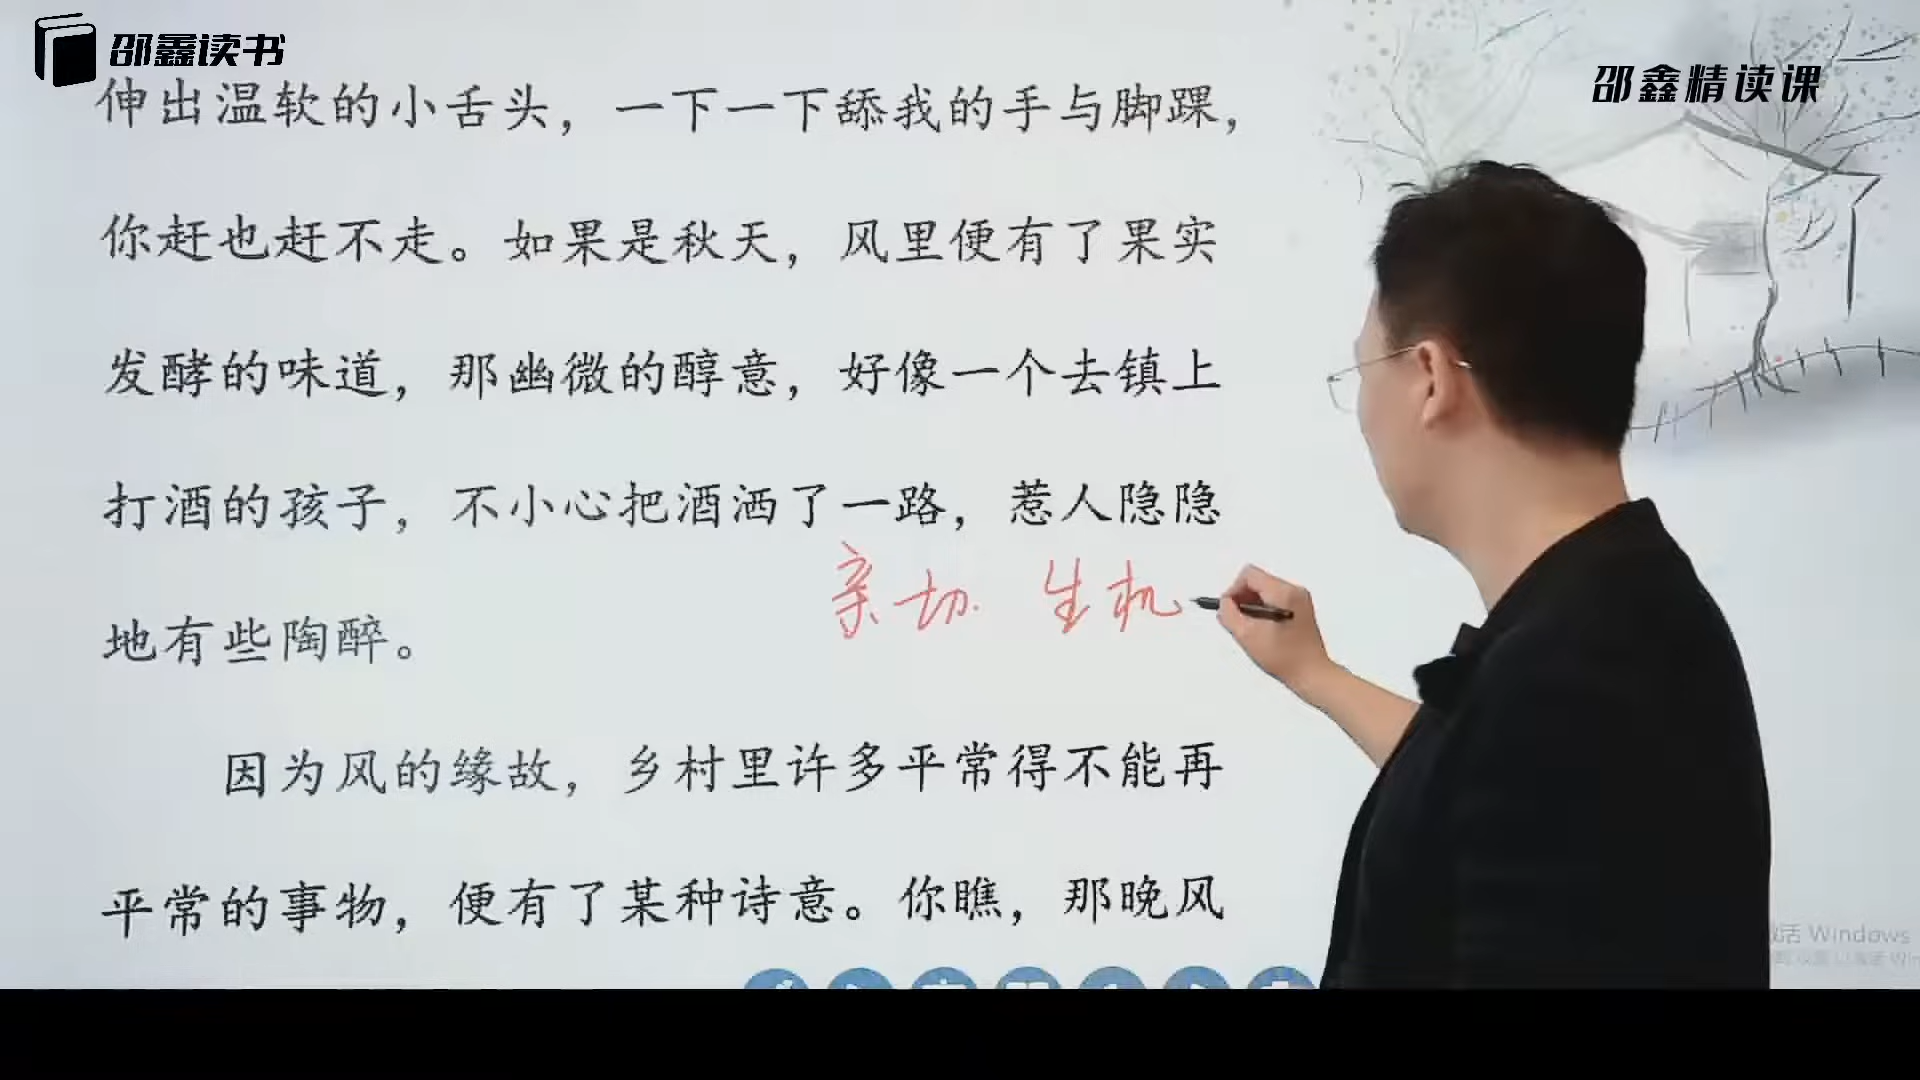 邵鑫读书
邵鑫精读课
伸出温软的小舌头，一下一下舔我的手与脚踝，
你赶也赶不走。如果是秋天，风里便有了果实
发酵的味道，那幽微的醇意，好像一个去镇上
打酒的孩子，不小心把酒洒了一路，惹人隐隐
亲切 生机
地有些陶醉。
因为风的缘故，乡村里许多平常得不能再
平常的事物，便有了某种诗意。你瞧，那晚风
激活 Windows